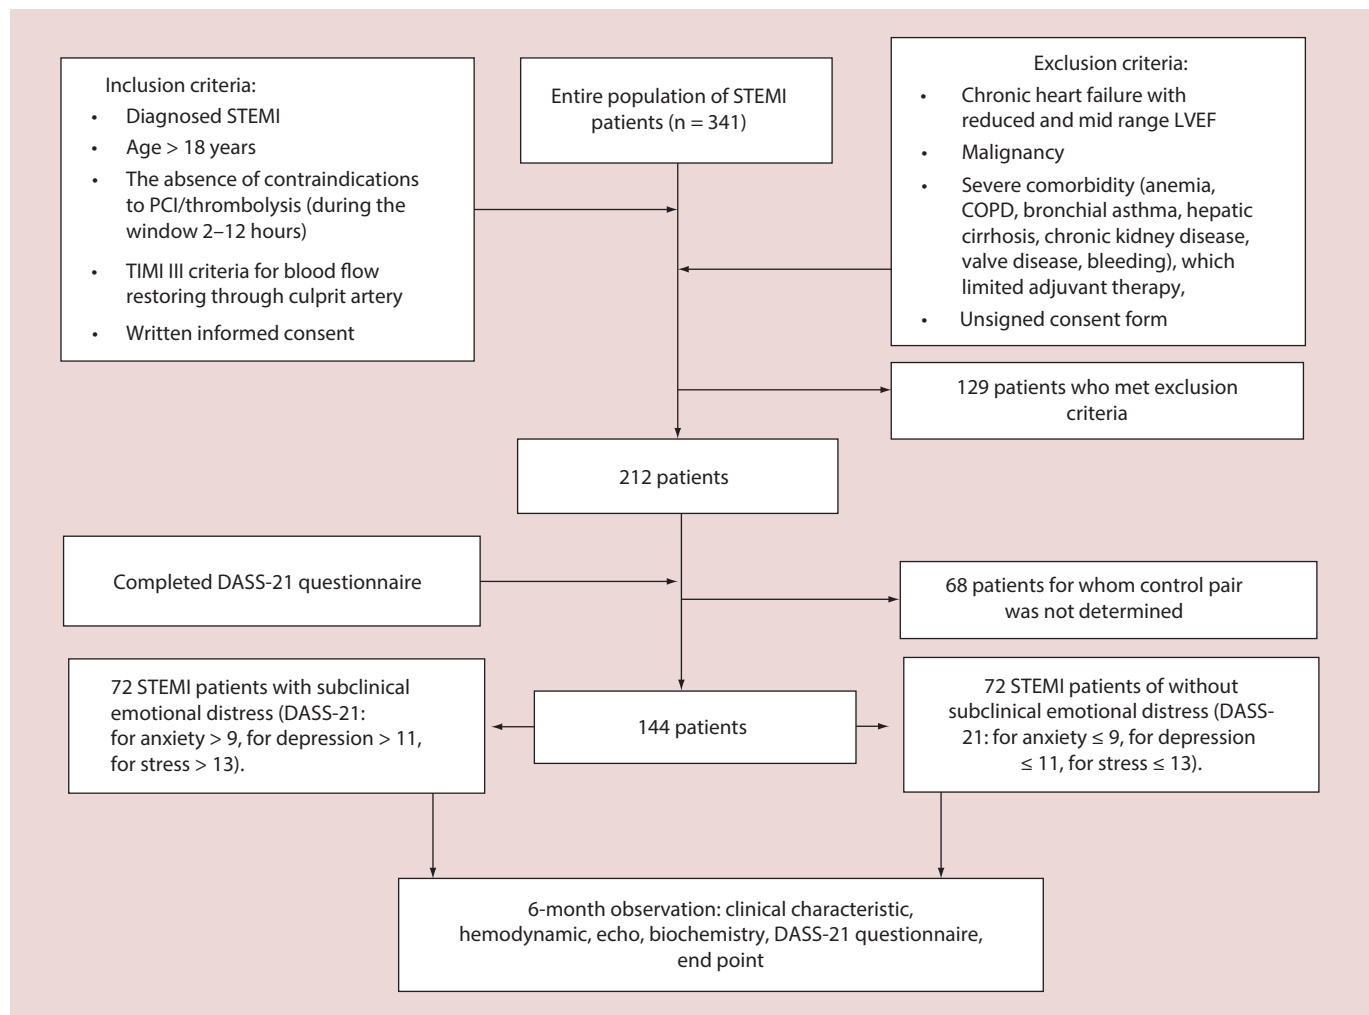 Inclusion criteria:
• Diagnosed STEMI
• Age > 18 years
• The absence of contraindications
to PCI/thrombolysis (during the
window 2–12 hours)
• TIMI III criteria for blood flow
restoring through culprit artery
• Written informed consent
Entire population of STEMI
patients (n = 341)
Exclusion criteria:
• Chronic heart failure with
reduced and mid range LVEF
• Malignancy
• Severe comorbidity (anemia,
COPD, bronchial asthma, hepatic
cirrhosis, chronic kidney disease,
valve disease, bleeding), which
limited adjuvant therapy,
• Unsigned consent form
129 patients who met exclusion
criteria
212 patients
Completed DASS-21 questionnaire
68 patients for whom control pair
was not determined
72 STEMI patients with subclinical
emotional distress (DASS-21:
for anxiety > 9, for depression > 11,
for stress > 13).
144 patients
72 STEMI patients of without
subclinical emotional distress (DASS-
21: for anxiety ≤ 9, for depression
≤ 11, for stress ≤ 13).
6-month observation: clinical characteristic,
hemodynamic, echo, biochemistry, DASS-21 questionnaire,
end point